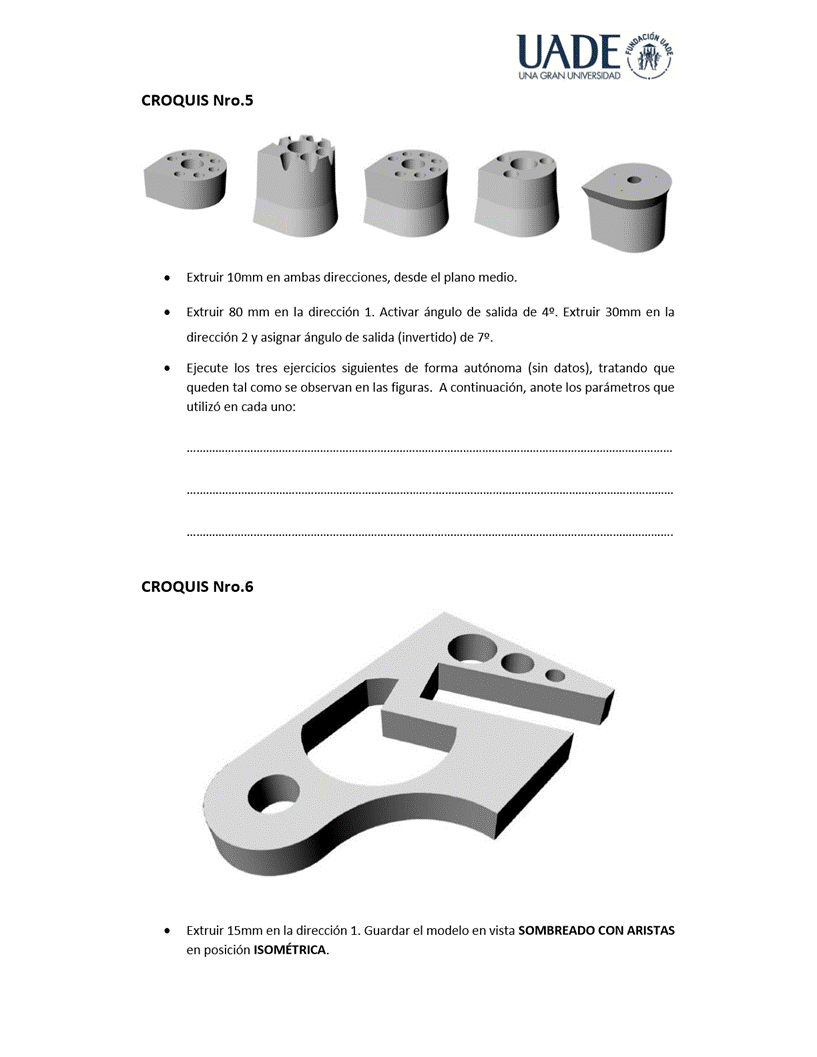 UADE
UNA GRAN UNIVERSIDAD
FUNDACIÓN UADE
CROQUIS Nro.5
• Extruir 10mm en ambas direcciones, desde el plano medio.
• Extruir 80 mm en la dirección 1. Activar ángulo de salida de 4º. Extruir 30mm en la
dirección 2 y asignar ángulo de salida (invertido) de 7º.
• Ejecute los tres ejercicios siguientes de forma autónoma (sin datos), tratando que
queden tal como se observan en las figuras. A continuación, anote los parámetros que
utilizó en cada uno:
CROQUIS Nro.6
• Extruir 15mm en la dirección 1. Guardar el modelo en vista SOMBREADO CON ARISTAS
en posición ISOMÉTRICA.